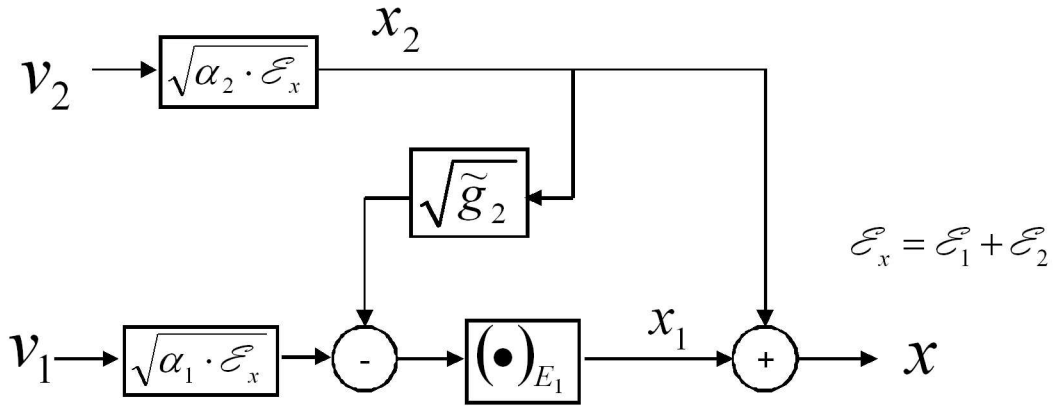 x₂
v₂
√(α₂ · ℰₓ)
√(g̃₂)
ℰₓ = ℰ₁ + ℰ₂
v₁
√(α₁ · ℰₓ)
-
(●)_{E₁}
x₁
+
x